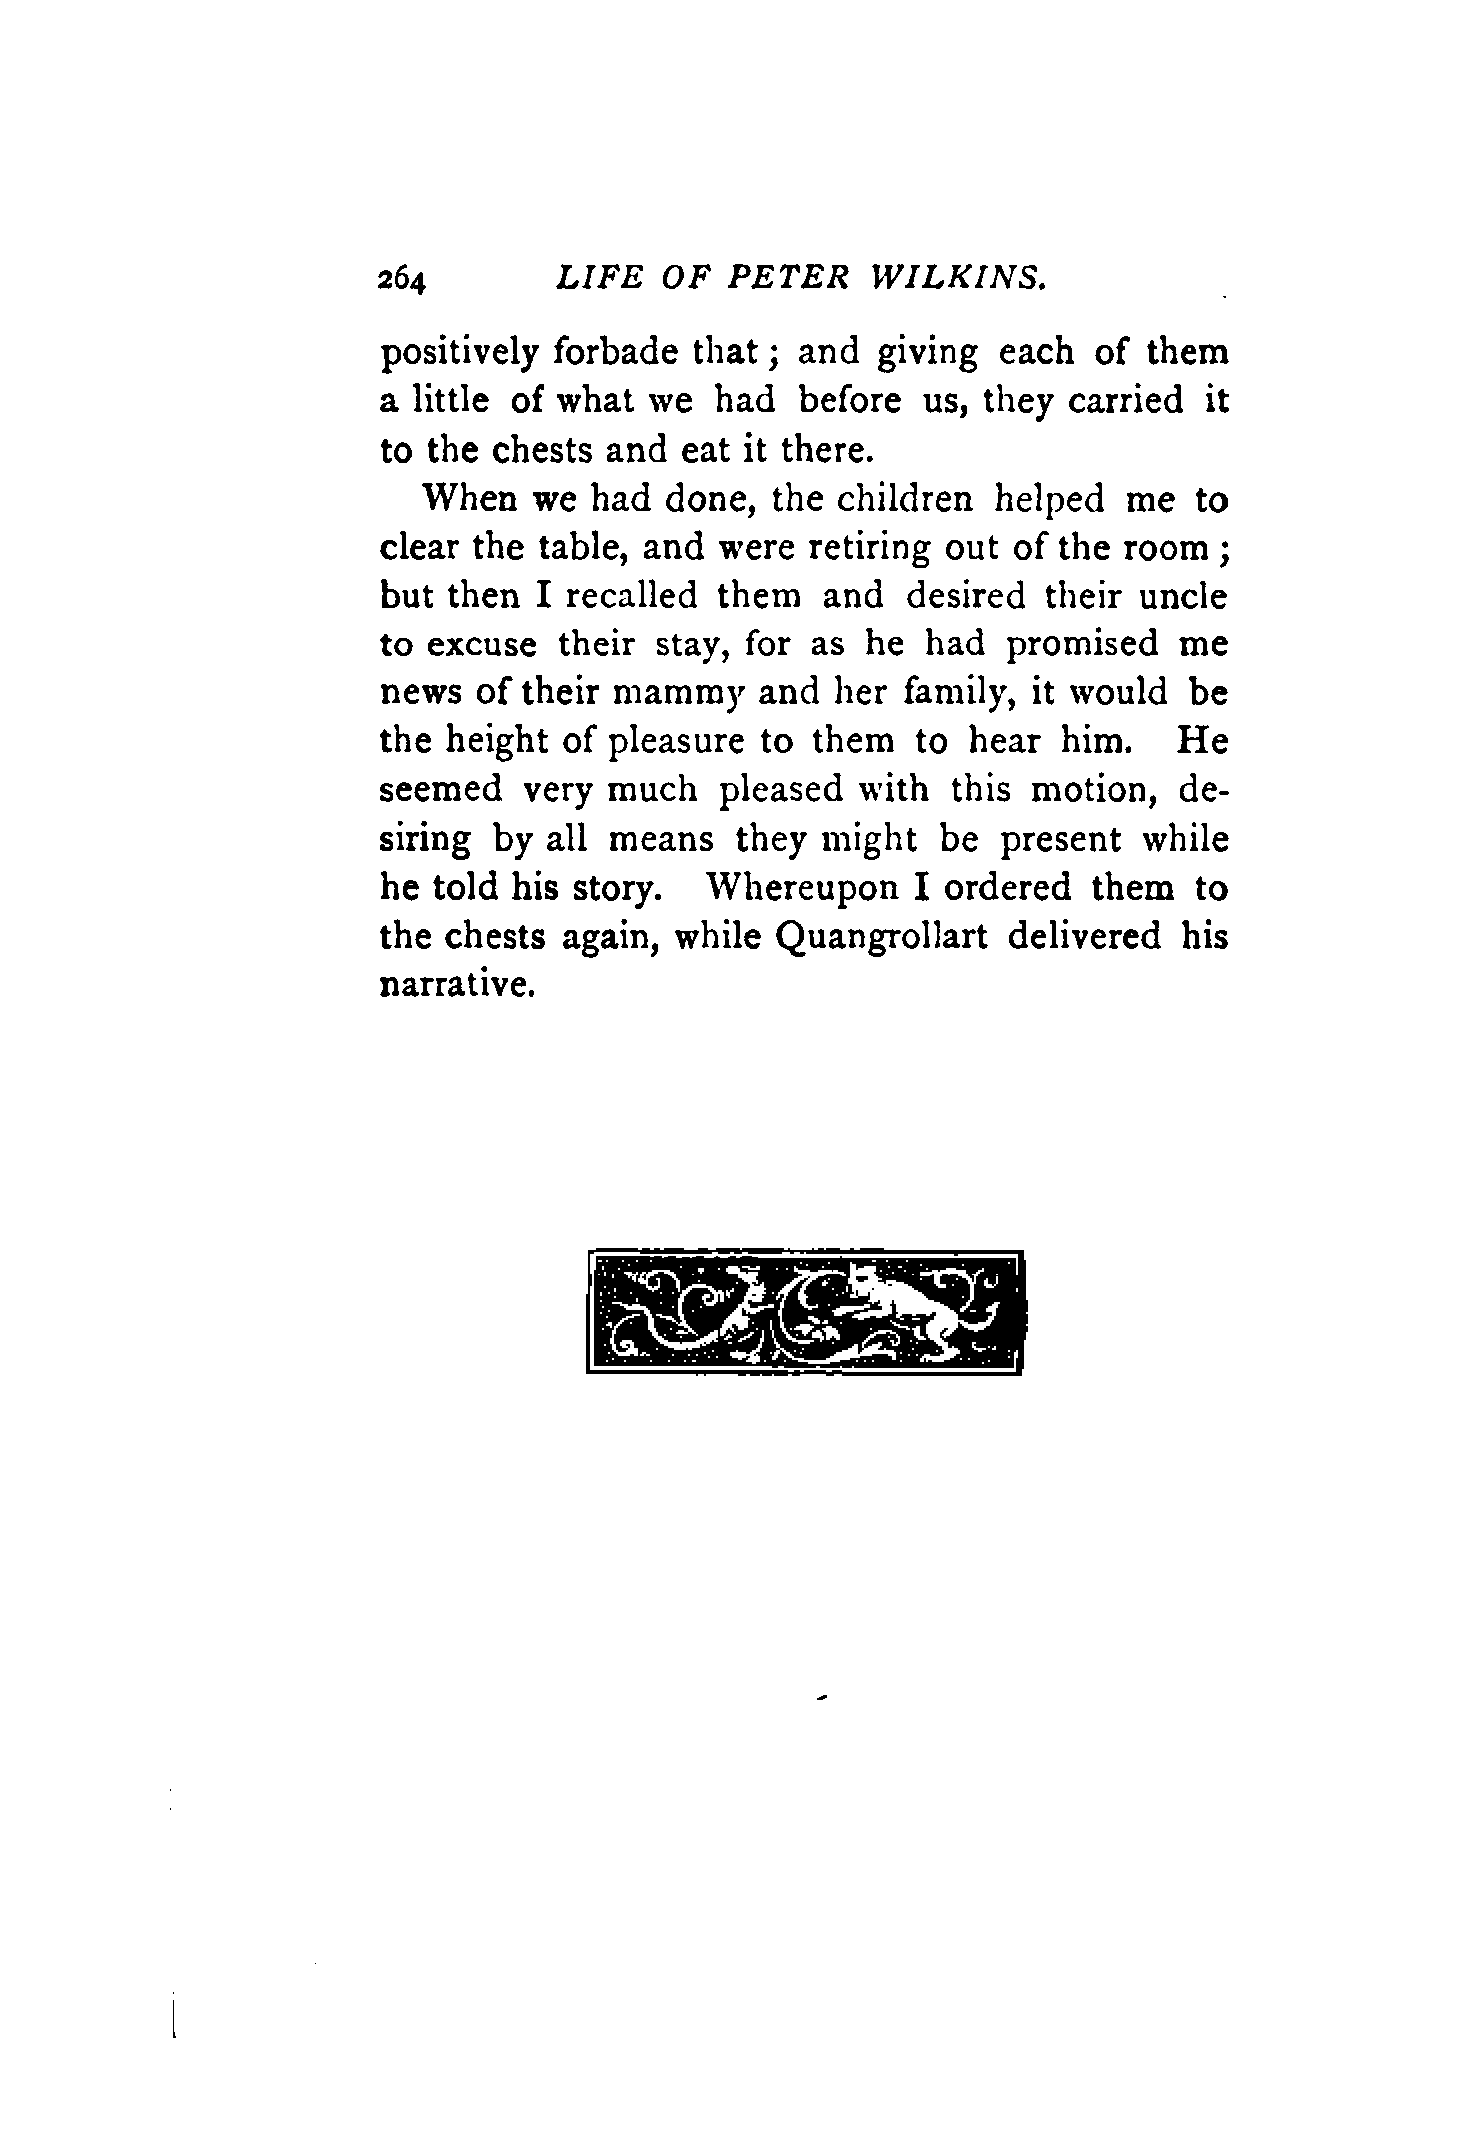 264 LIFE OF PETER WILKINS.
positively forbade that ; and giving each of them
a little of what we had before us, they carried it
to the chests and eat it there.
When we had done, the children helped me to
clear the table, and were retiring out of the room ;
but then I recalled them and desired their uncle
to excuse their stay, for as he had promised me
news of their mammy and her family, it would be
the height of pleasure to them to hear him. He
seemed very much pleased with this motion, de-
siring by all means they might be present while
he told his story. Whereupon I ordered them to
the chests again, while Quangrollart delivered his
narrative.